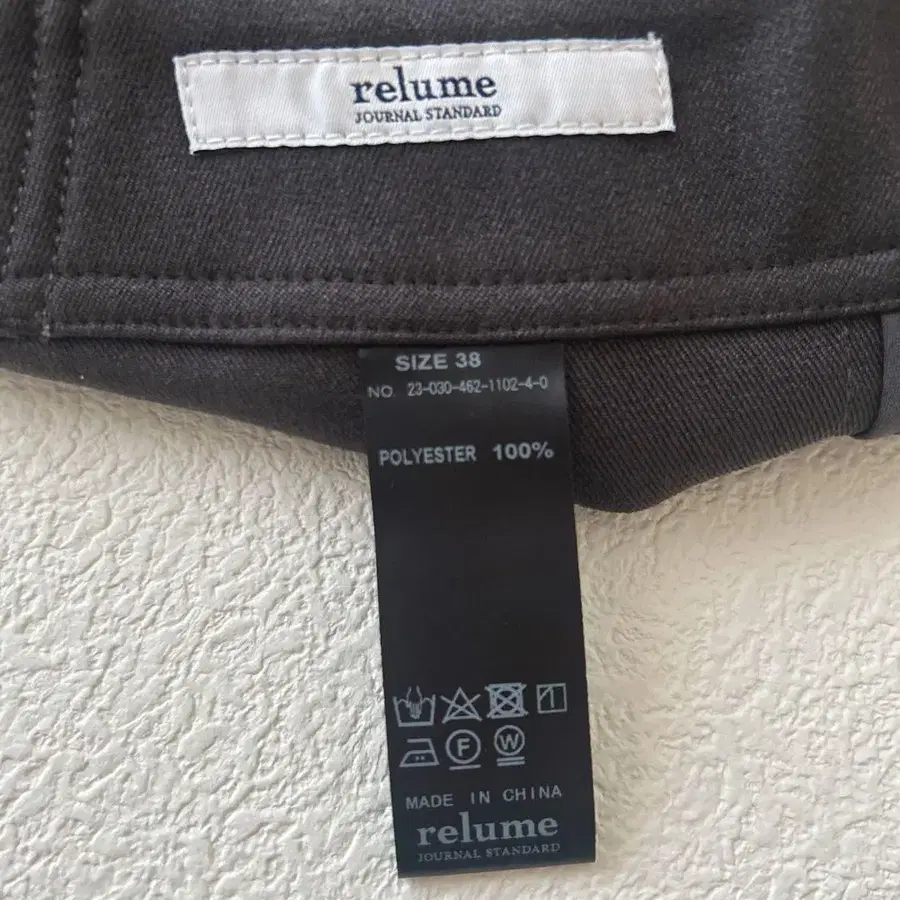 relume
JOURNAL STANDARD
SIZE 38
NO. 23-030-462-1102-4-0
POLYESTER 100%
F W
MADE IN CHINA
relume
JOURNAL STANDARD